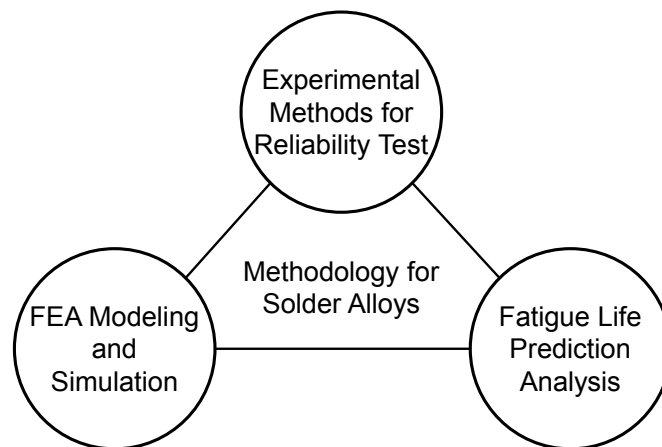 Experimental
Methods for
Reliability Test
Methodology for
Solder Alloys
FEA Modeling
and
Simulation
Fatigue Life
Prediction
Analysis